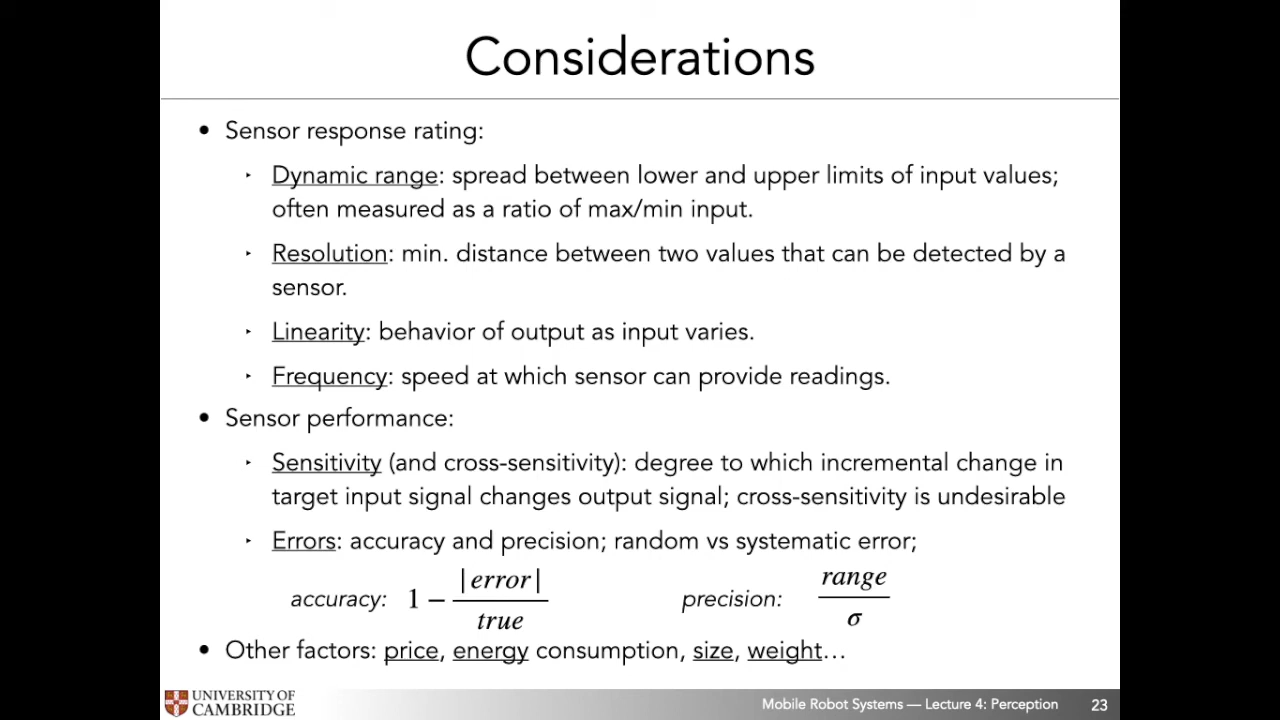 Considerations
• Sensor response rating:
‣ Dynamic range: spread between lower and upper limits of input values;
often measured as a ratio of max/min input.
‣ Resolution: min. distance between two values that can be detected by a
sensor.
‣ Linearity: behavior of output as input varies.
‣ Frequency: speed at which sensor can provide readings.
• Sensor performance:
‣ Sensitivity (and cross-sensitivity): degree to which incremental change in
target input signal changes output signal; cross-sensitivity is undesirable
‣ Errors: accuracy and precision; random vs systematic error;
accuracy: 1 − |error| / true precision: range / σ
• Other factors: price, energy consumption, size, weight…
UNIVERSITY OF
CAMBRIDGE
Mobile Robot Systems — Lecture 4: Perception 23